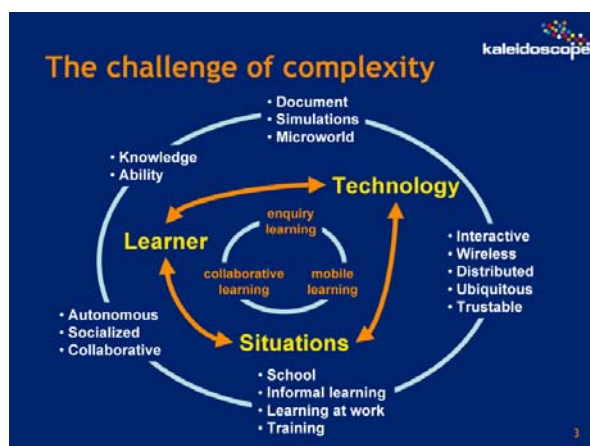 kaleidoscope
The challenge of complexity
• Document
• Simulations
• Microworld
• Knowledge
• Ability
Technology
enquiry
learning
Learner
• Interactive
• Wireless
• Distributed
• Ubiquitous
• Trustable
collaborative
learning
mobile
learning
• Autonomous
• Socialized
• Collaborative
Situations
• School
• Informal learning
• Learning at work
• Training
3